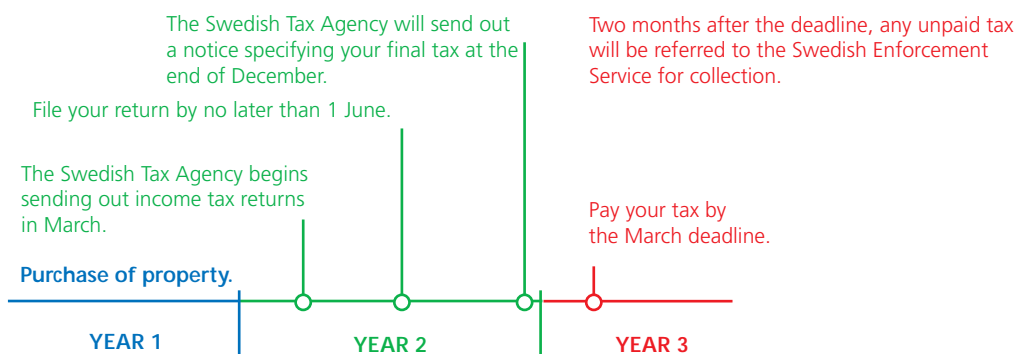 The Swedish Tax Agency will send out
a notice specifying your final tax at the
end of December.
File your return by no later than 1 June.
The Swedish Tax Agency begins
sending out income tax returns
in March.
Purchase of property.
Two months after the deadline, any unpaid tax
will be referred to the Swedish Enforcement
Service for collection.
Pay your tax by
the March deadline.
YEAR 1
YEAR 2
YEAR 3